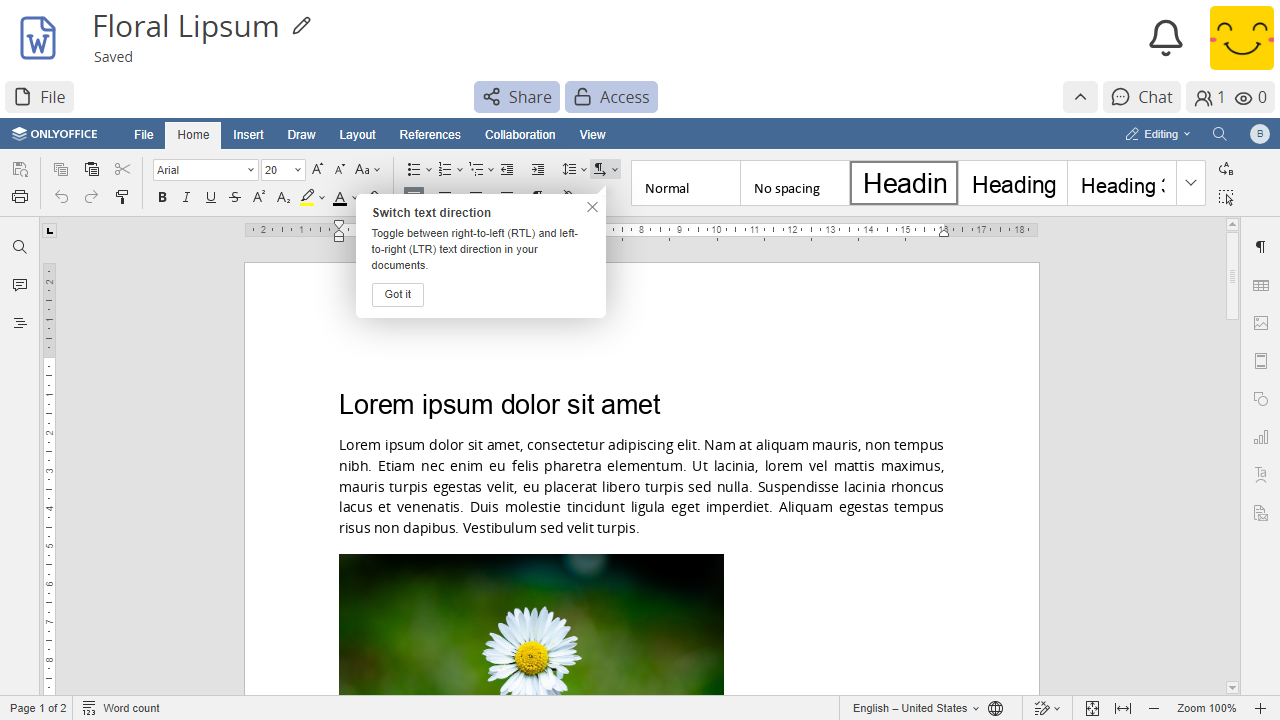 Floral Lipsum
Saved
File
Share
Access
Chat
1
0
ONLYOFFICE
File
Home
Insert
Draw
Layout
References
Collaboration
View
Editing
B
Arial
20
Normal
No spacing
Headin
Heading
Heading
Switch text direction
Toggle between right-to-left (RTL) and left-
to-right (LTR) text direction in your
documents.
Got it
Lorem ipsum dolor sit amet
Lorem ipsum dolor sit amet, consectetur adipiscing elit. Nam at aliquam mauris, non tempus
nibh. Etiam nec enim eu felis pharetra elementum. Ut lacinia, lorem vel mattis maximus,
mauris turpis egestas velit, eu placerat libero turpis sed nulla. Suspendisse lacinia rhoncus
lacus et venenatis. Duis molestie tincidunt ligula eget imperdiet. Aliquam egestas tempus
risus non dapibus. Vestibulum sed velit turpis.
Page 1 of 2
Word count
English – United States
Zoom 100%